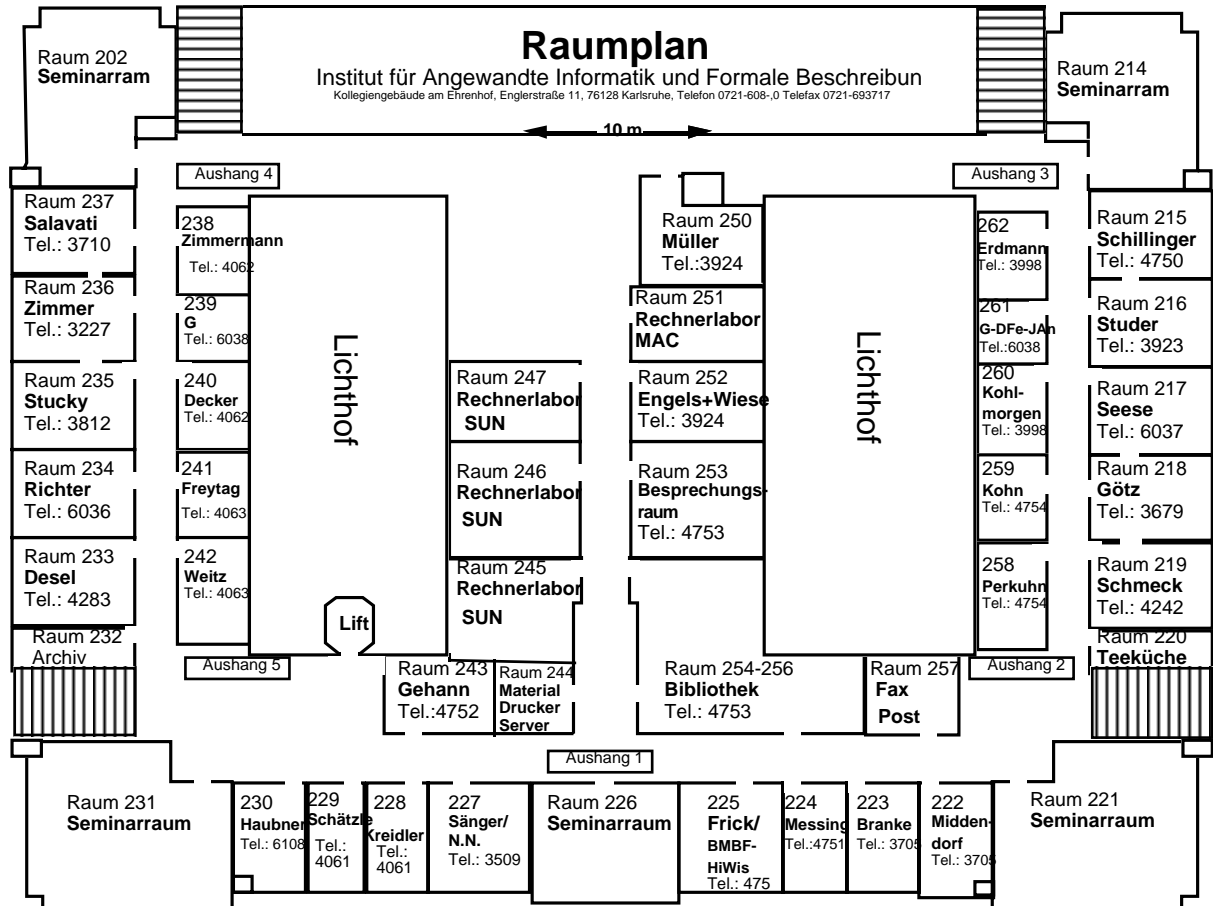 Raumplan
Institut für Angewandte Informatik und Formale Beschreibun
Kollegiengebäude am Ehrenhof, Englerstraße 11, 76128 Karlsruhe, Telefon 0721-608-,0 Telefax 0721-693717
10 m
Raum 202
Seminarram
Raum 214
Seminarram
Aushang 4
Aushang 3
Raum 237
Salavati
Tel.: 3710
238
Zimmermann
Tel.: 4062
Raum 250
Müller
Tel.:3924
262
Erdmann
Tel.: 3998
Raum 215
Schillinger
Tel.: 4750
Raum 236
Zimmer
Tel.: 3227
239
G
Tel.: 6038
Raum 251
Rechnerlabor
MAC
261
G-DFe-JAn
Tel.:6038
Raum 216
Studer
Tel.: 3923
Lichthof
Lichthof
Raum 235
Stucky
Tel.: 3812
240
Decker
Tel.: 4062
Raum 247
Rechnerlabor
SUN
Raum 252
Engels+Wiese
Tel.: 3924
260
Kohl-
morgen
Tel.: 3998
Raum 217
Seese
Tel.: 6037
Raum 234
Richter
Tel.: 6036
241
Freytag
Tel.: 4063
Raum 246
Rechnerlabor
SUN
Raum 253
Besprechungs-
raum
Tel.: 4753
259
Kohn
Tel.: 4754
Raum 218
Götz
Tel.: 3679
Raum 233
Desel
Tel.: 4283
242
Weitz
Tel.: 4063
Lift
Raum 245
Rechnerlabor
SUN
258
Perkuhn
Tel.: 4754
Raum 219
Schmeck
Tel.: 4242
Raum 232
Archiv
Aushang 5
Raum 243
Gehann
Tel.:4752
Raum 244
Material
Drucker
Server
Raum 254-256
Bibliothek
Tel.: 4753
Raum 257
Fax
Post
Aushang 2
Raum 220
Teeküche
Aushang 1
Raum 231
Seminarraum
230
Haubner
Tel.: 6108
229
Schätzle
Tel.:
4061
228
Kreidler
Tel.:
4061
227
Sänger/
N.N.
Tel.: 3509
Raum 226
Seminarraum
225
Frick/
BMBF-
HiWis
Tel.: 475
224
Messing
Tel.:4751
223
Branke
Tel.: 3705
222
Midden-
dorf
Tel.: 3705
Raum 221
Seminarraum